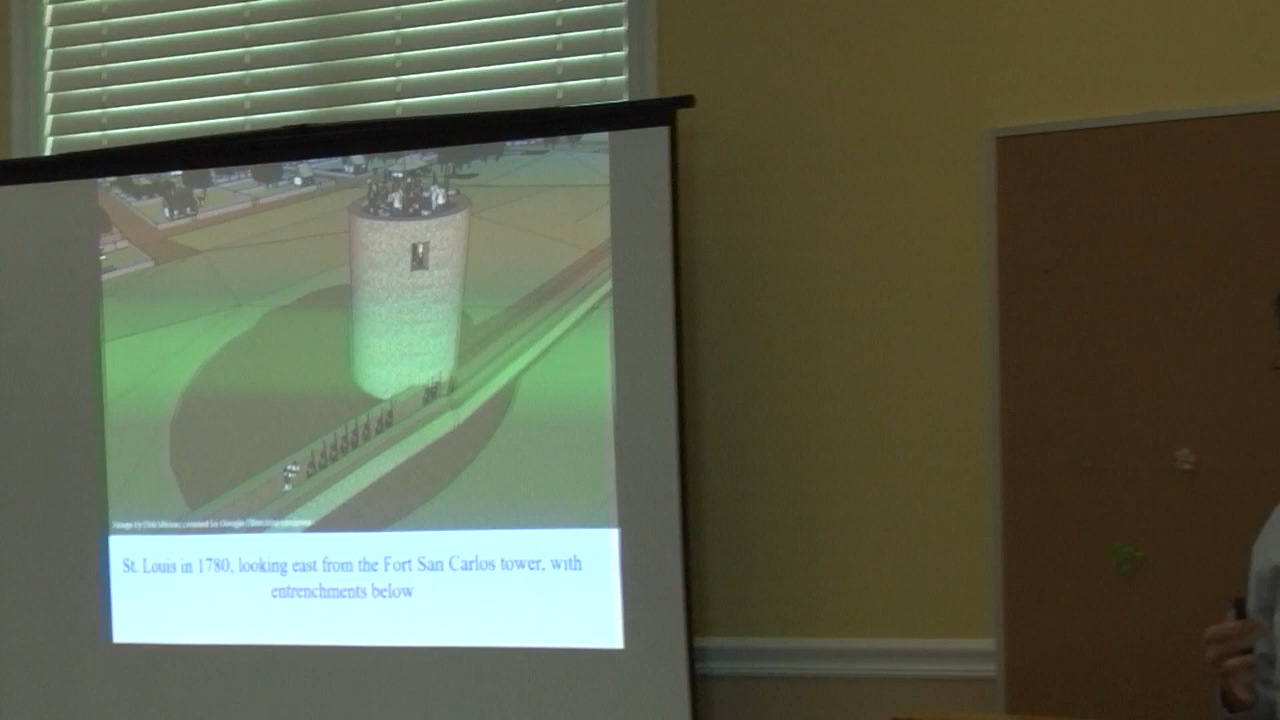 St. Louis in 1780, looking east from the Fort San Carlos tower, with
entrenchments below